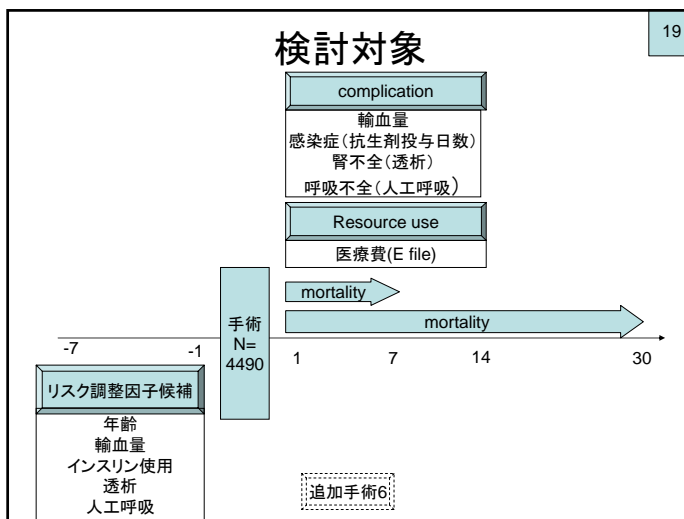 19
検討対象
complication
輸血量
感染症(抗生剤投与日数)
腎不全(透析)
呼吸不全(人工呼吸)
Resource use
医療費(E file)
手術
N=
4490
mortality
mortality
-7
-1
1
7
14
30
リスク調整因子候補
年齢
輸血量
インスリン使用
透析
人工呼吸
追加手術6